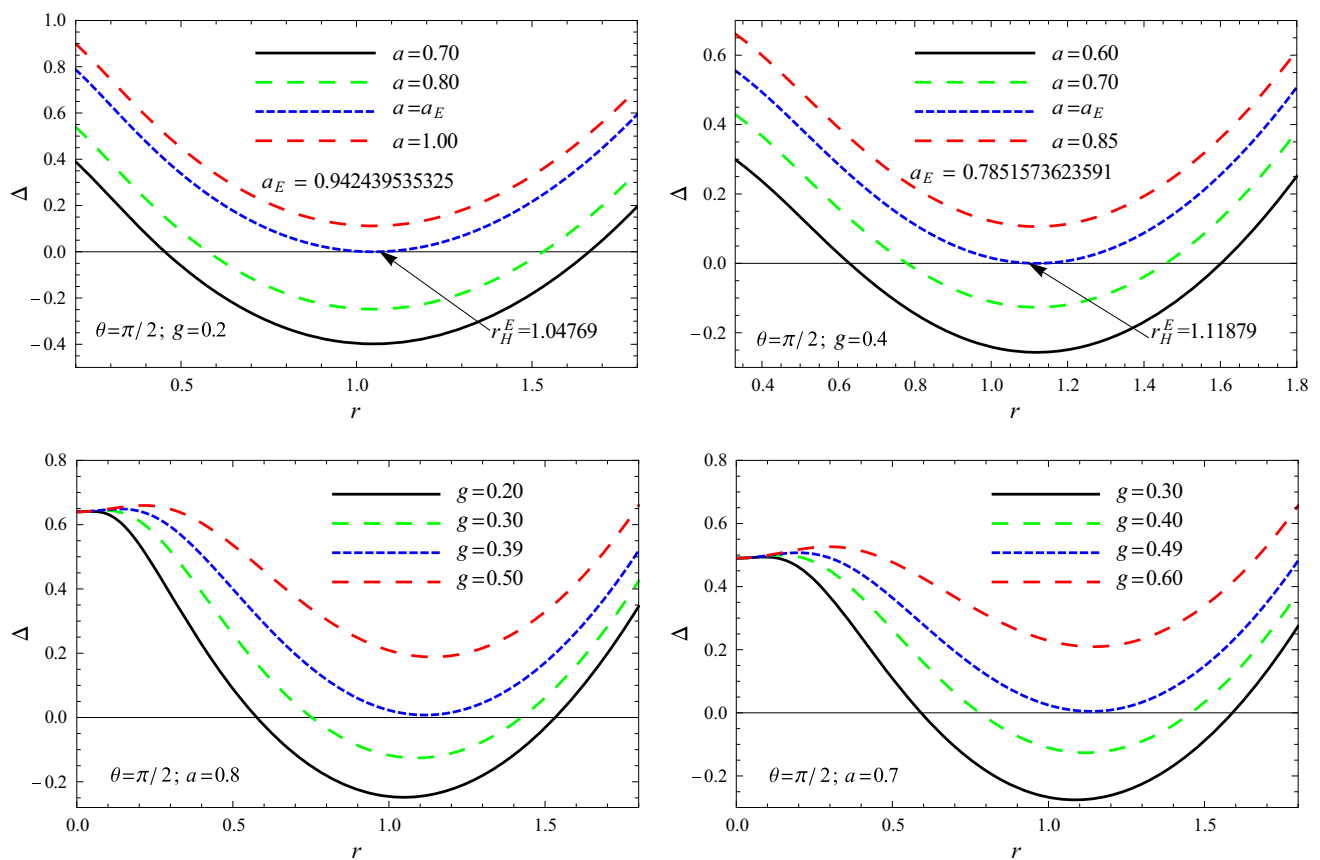 1.0
0.8
0.6
0.4
0.2
0.0
−0.2
−0.4
Δ
a=0.70
a=0.80
a=a_E
a=1.00
a_E = 0.942439535325
θ=π/2; g=0.2
r_H^E=1.04769
0.5 1.0 1.5
r
0.6
0.4
0.2
0.0
−0.2
Δ
a=0.60
a=0.70
a=a_E
a=0.85
a_E = 0.7851573623591
θ=π/2; g=0.4
r_H^E=1.11879
0.4 0.6 0.8 1.0 1.2 1.4 1.6 1.8
r
0.8
0.6
0.4
0.2
0.0
−0.2
Δ
g=0.20
g=0.30
g=0.39
g=0.50
θ=π/2; a=0.8
0.0 0.5 1.0 1.5
r
0.8
0.6
0.4
0.2
0.0
−0.2
Δ
g=0.30
g=0.40
g=0.49
g=0.60
θ=π/2; a=0.7
0.0 0.5 1.0 1.5
r